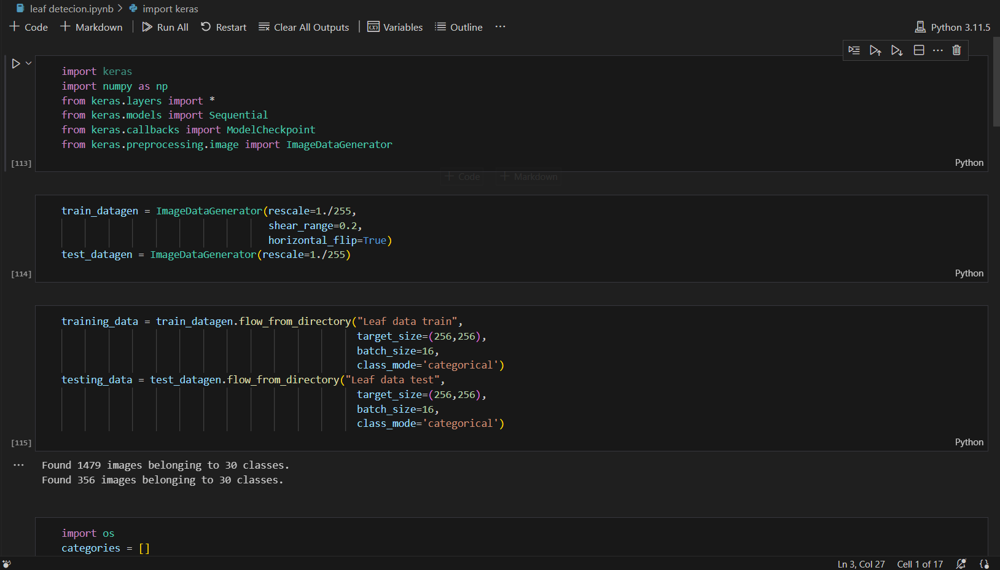 leaf detecion.ipynb > import keras
+ Code + Markdown | Run All Restart Clear All Outputs | Variables Outline ... Python 3.11.5
import keras
import numpy as np
from keras.layers import *
from keras.models import Sequential
from keras.callbacks import ModelCheckpoint
from keras.preprocessing.image import ImageDataGenerator
[113] Python
+ Code + Markdown
train_datagen = ImageDataGenerator(rescale=1./255,
shear_range=0.2,
horizontal_flip=True)
test_datagen = ImageDataGenerator(rescale=1./255)
[114] Python
training_data = train_datagen.flow_from_directory("Leaf data train",
target_size=(256,256),
batch_size=16,
class_mode='categorical')
testing_data = test_datagen.flow_from_directory("Leaf data test",
target_size=(256,256),
batch_size=16,
class_mode='categorical')
[115] Python
... Found 1479 images belonging to 30 classes.
Found 356 images belonging to 30 classes.
import os
categories = []
Ln 3, Col 27 Cell 1 of 17